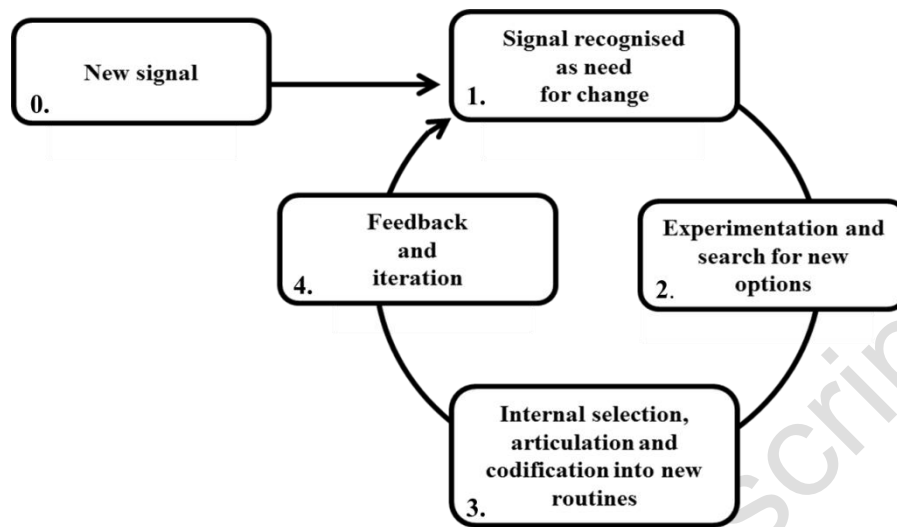 New signal
0.
Signal recognised
as need
for change
1.
Experimentation and
search for new
options
2.
Internal selection,
articulation and
codification into new
routines
3.
Feedback
and
iteration
4.
scrip